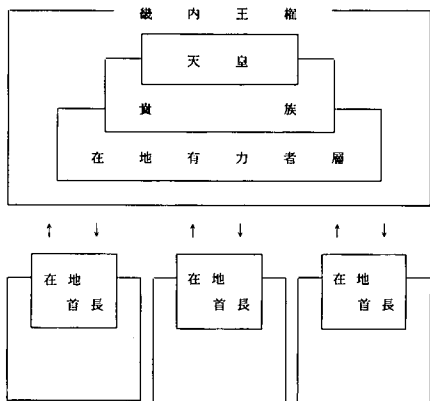 畿内王権
天皇
貴族
在地有力者層
↑ ↓ ↑ ↓ ↑ ↓
在地
首長
在地
首長
在地
首長